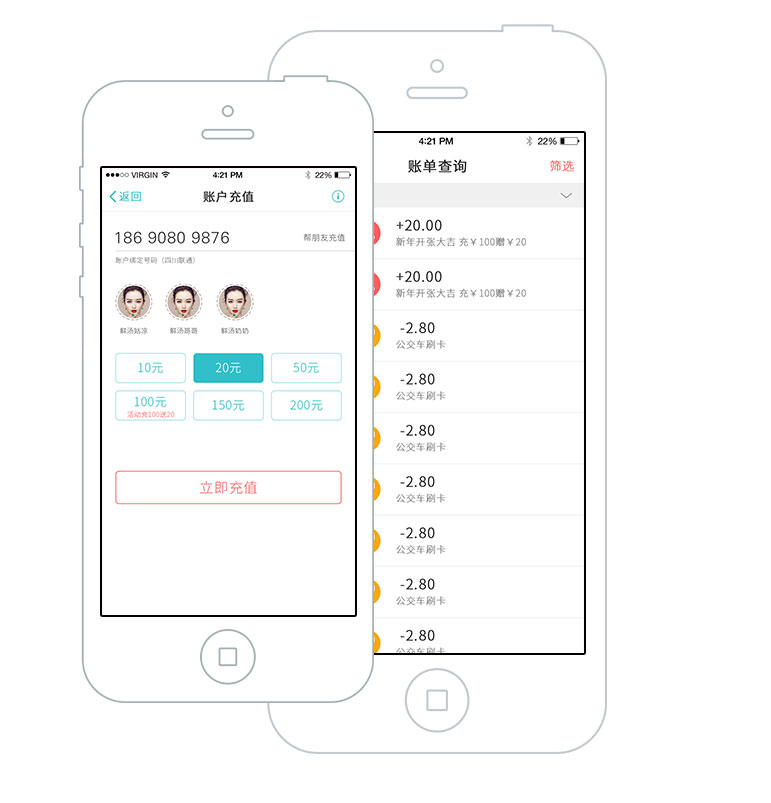 VIRGIN 4:21 PM 22%
返回 账户充值
186 9080 9876 帮朋友充值
账户绑定号码（四川联通）
鲜汤姑凉 鲜汤哥哥 鲜汤奶奶
10元 20元 50元
100元 150元 200元
活动充100送20
立即充值
4:21 PM 22%
账单查询 筛选
+20.00
新年开张大吉 充￥100赠￥20
+20.00
新年开张大吉 充￥100赠￥20
-2.80
公交车刷卡
-2.80
公交车刷卡
-2.80
公交车刷卡
-2.80
公交车刷卡
-2.80
公交车刷卡
-2.80
公交车刷卡
-2.80
公交车刷卡